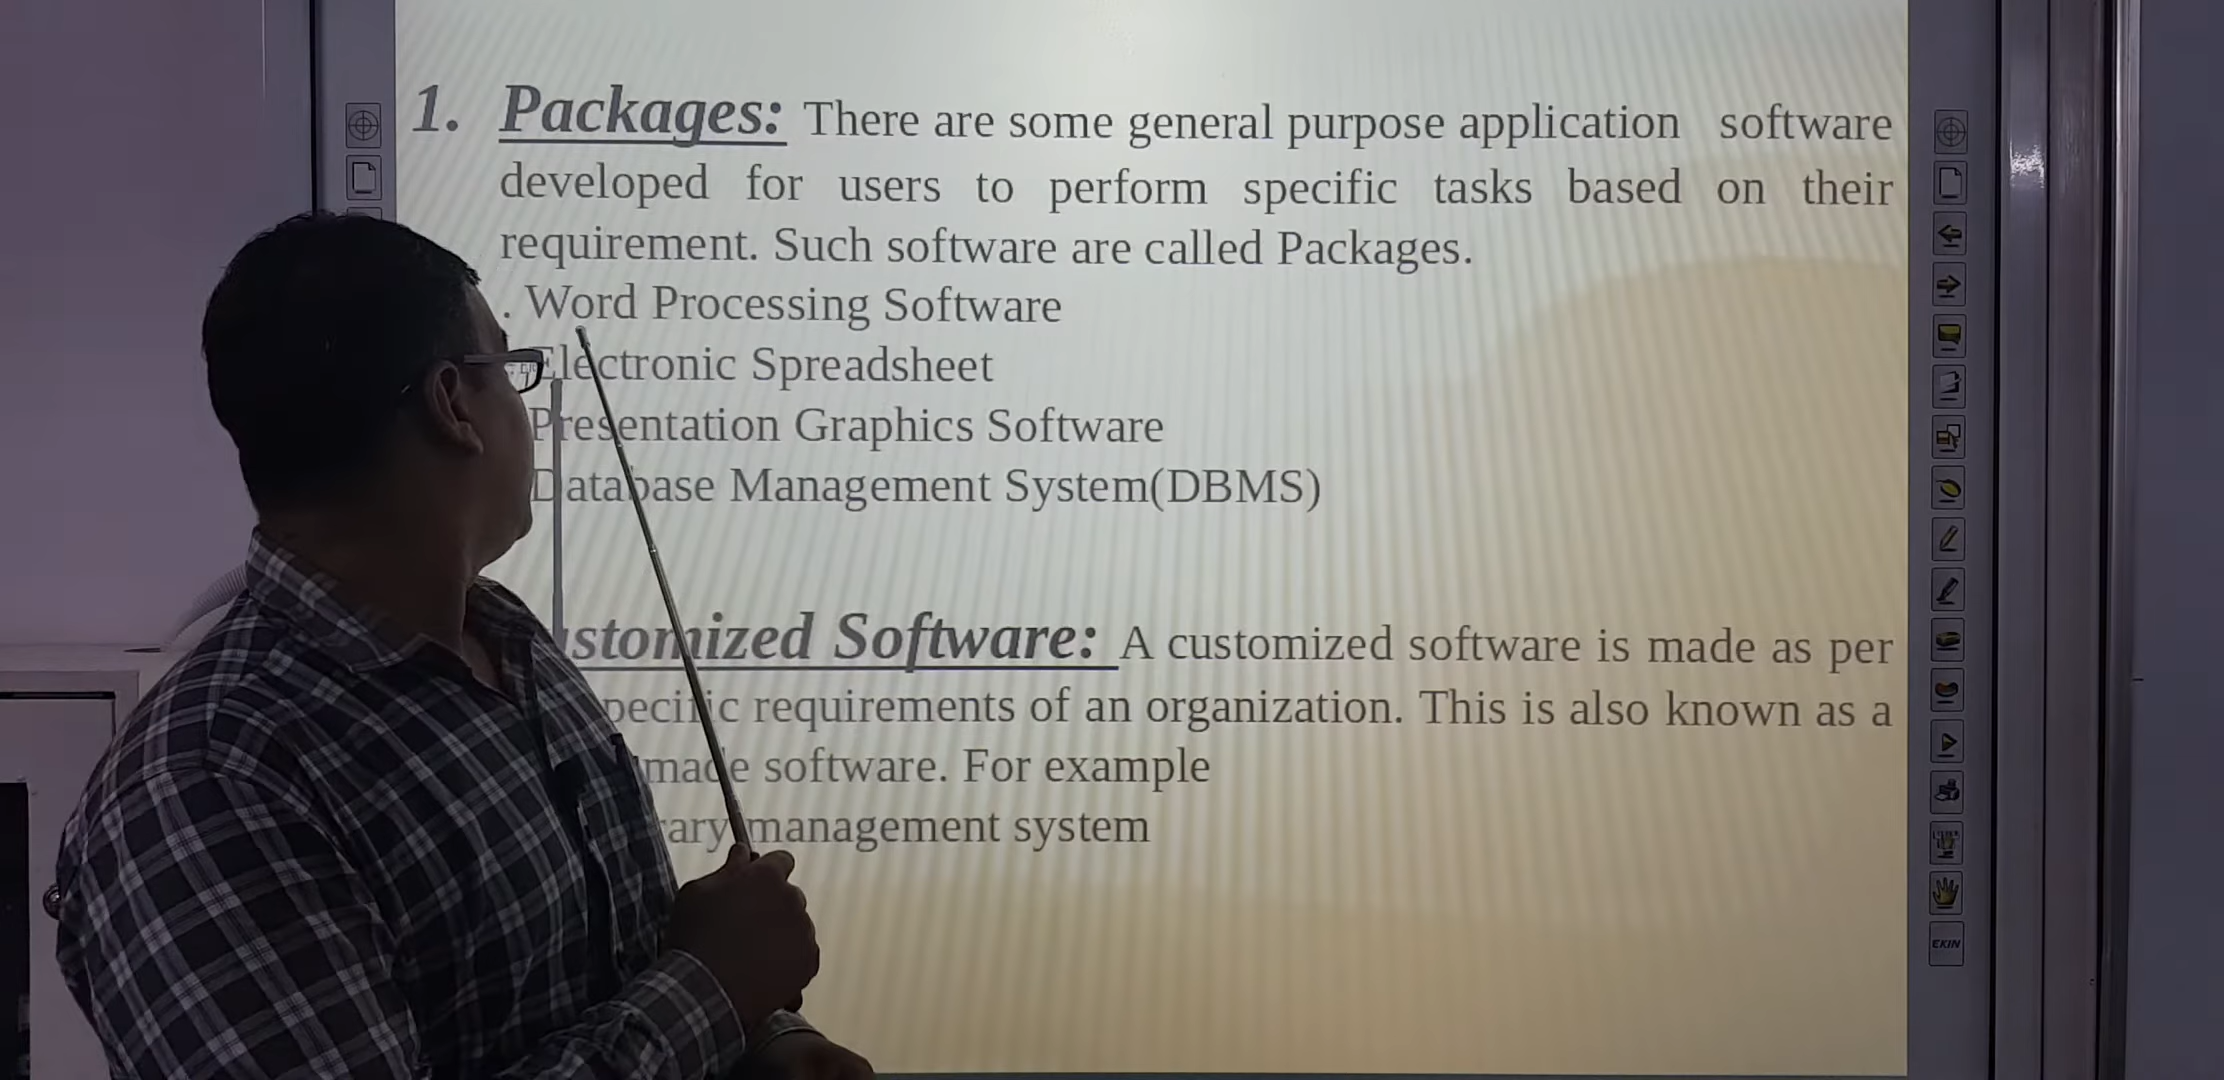 1. Packages: There are some general purpose application software
developed for users to perform specific tasks based on their
requirement. Such software are called Packages.
. Word Processing Software
Electronic Spreadsheet
Presentation Graphics Software
Database Management System(DBMS)
stomized Software: A customized software is made as per
pecific requirements of an organization. This is also known as a
made software. For example
rary management system
EKIN